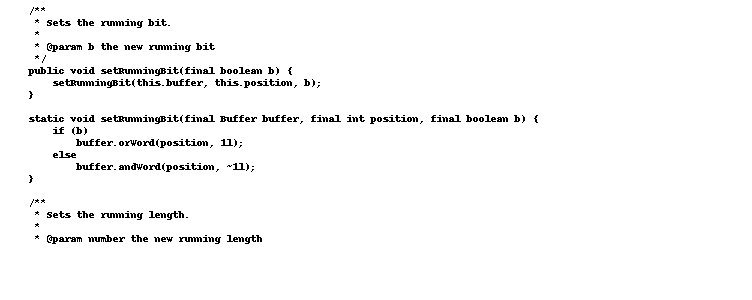 /**
 * Sets the running bit.
 *
 * @param b the new running bit
 */
public void setRunningBit(final boolean b) {
    setRunningBit(this.buffer, this.position, b);
}

static void setRunningBit(final Buffer buffer, final int position, final boolean b) {
    if (b)
        buffer.orWord(position, 1l);
    else
        buffer.andWord(position, ~1l);
}

/**
 * Sets the running length.
 *
 * @param number the new running length